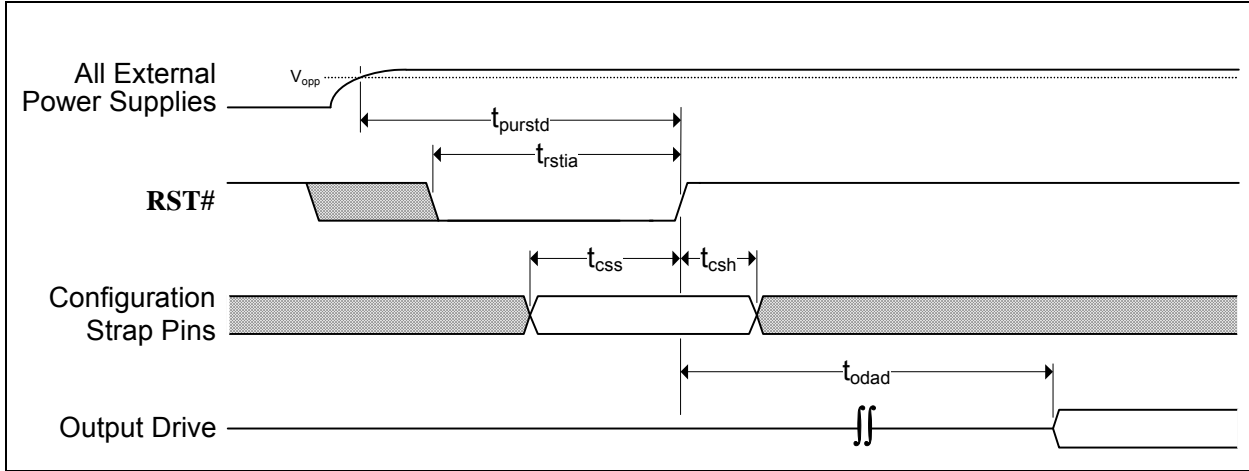 All External
Power Supplies
Vopp
tpurstd
trstia
RST#
tcss
tcsh
Configuration
Strap Pins
todad
Output Drive